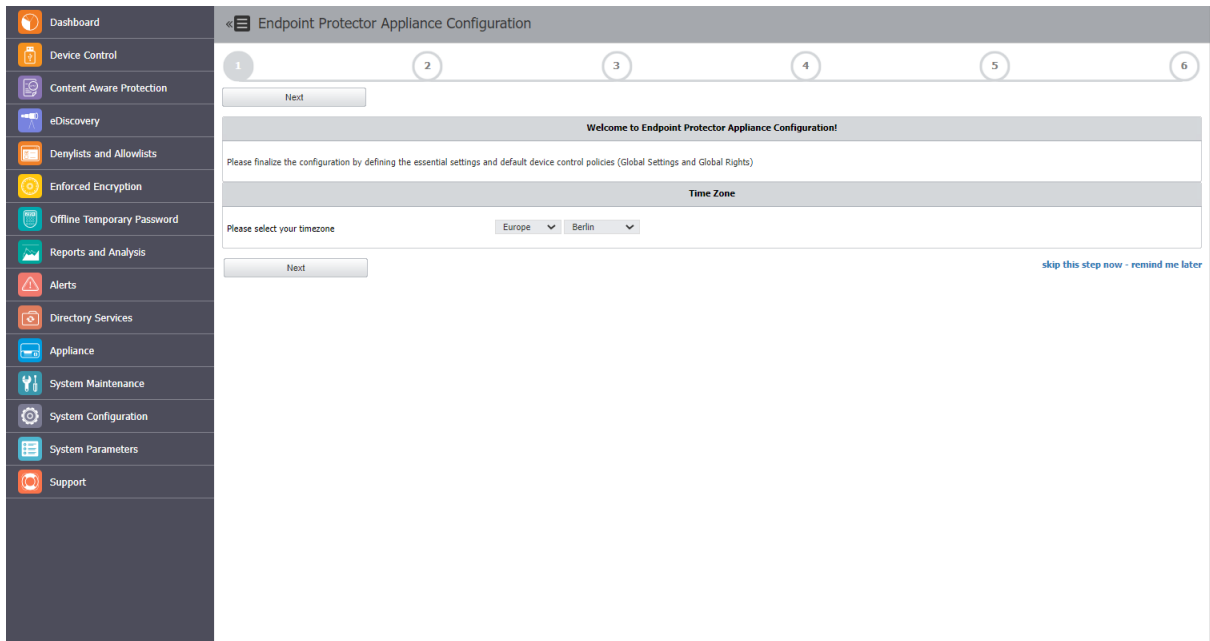 Dashboard
Device Control
Content Aware Protection
eDiscovery
Denylists and Allowlists
Enforced Encryption
Offline Temporary Password
Reports and Analysis
Alerts
Directory Services
Appliance
System Maintenance
System Configuration
System Parameters
Support
« Endpoint Protector Appliance Configuration
1 2 3 4 5 6
Next
Welcome to Endpoint Protector Appliance Configuration!
Please finalize the configuration by defining the essential settings and default device control policies (Global Settings and Global Rights)
Time Zone
Please select your timezone Europe Berlin
Next skip this step now - remind me later